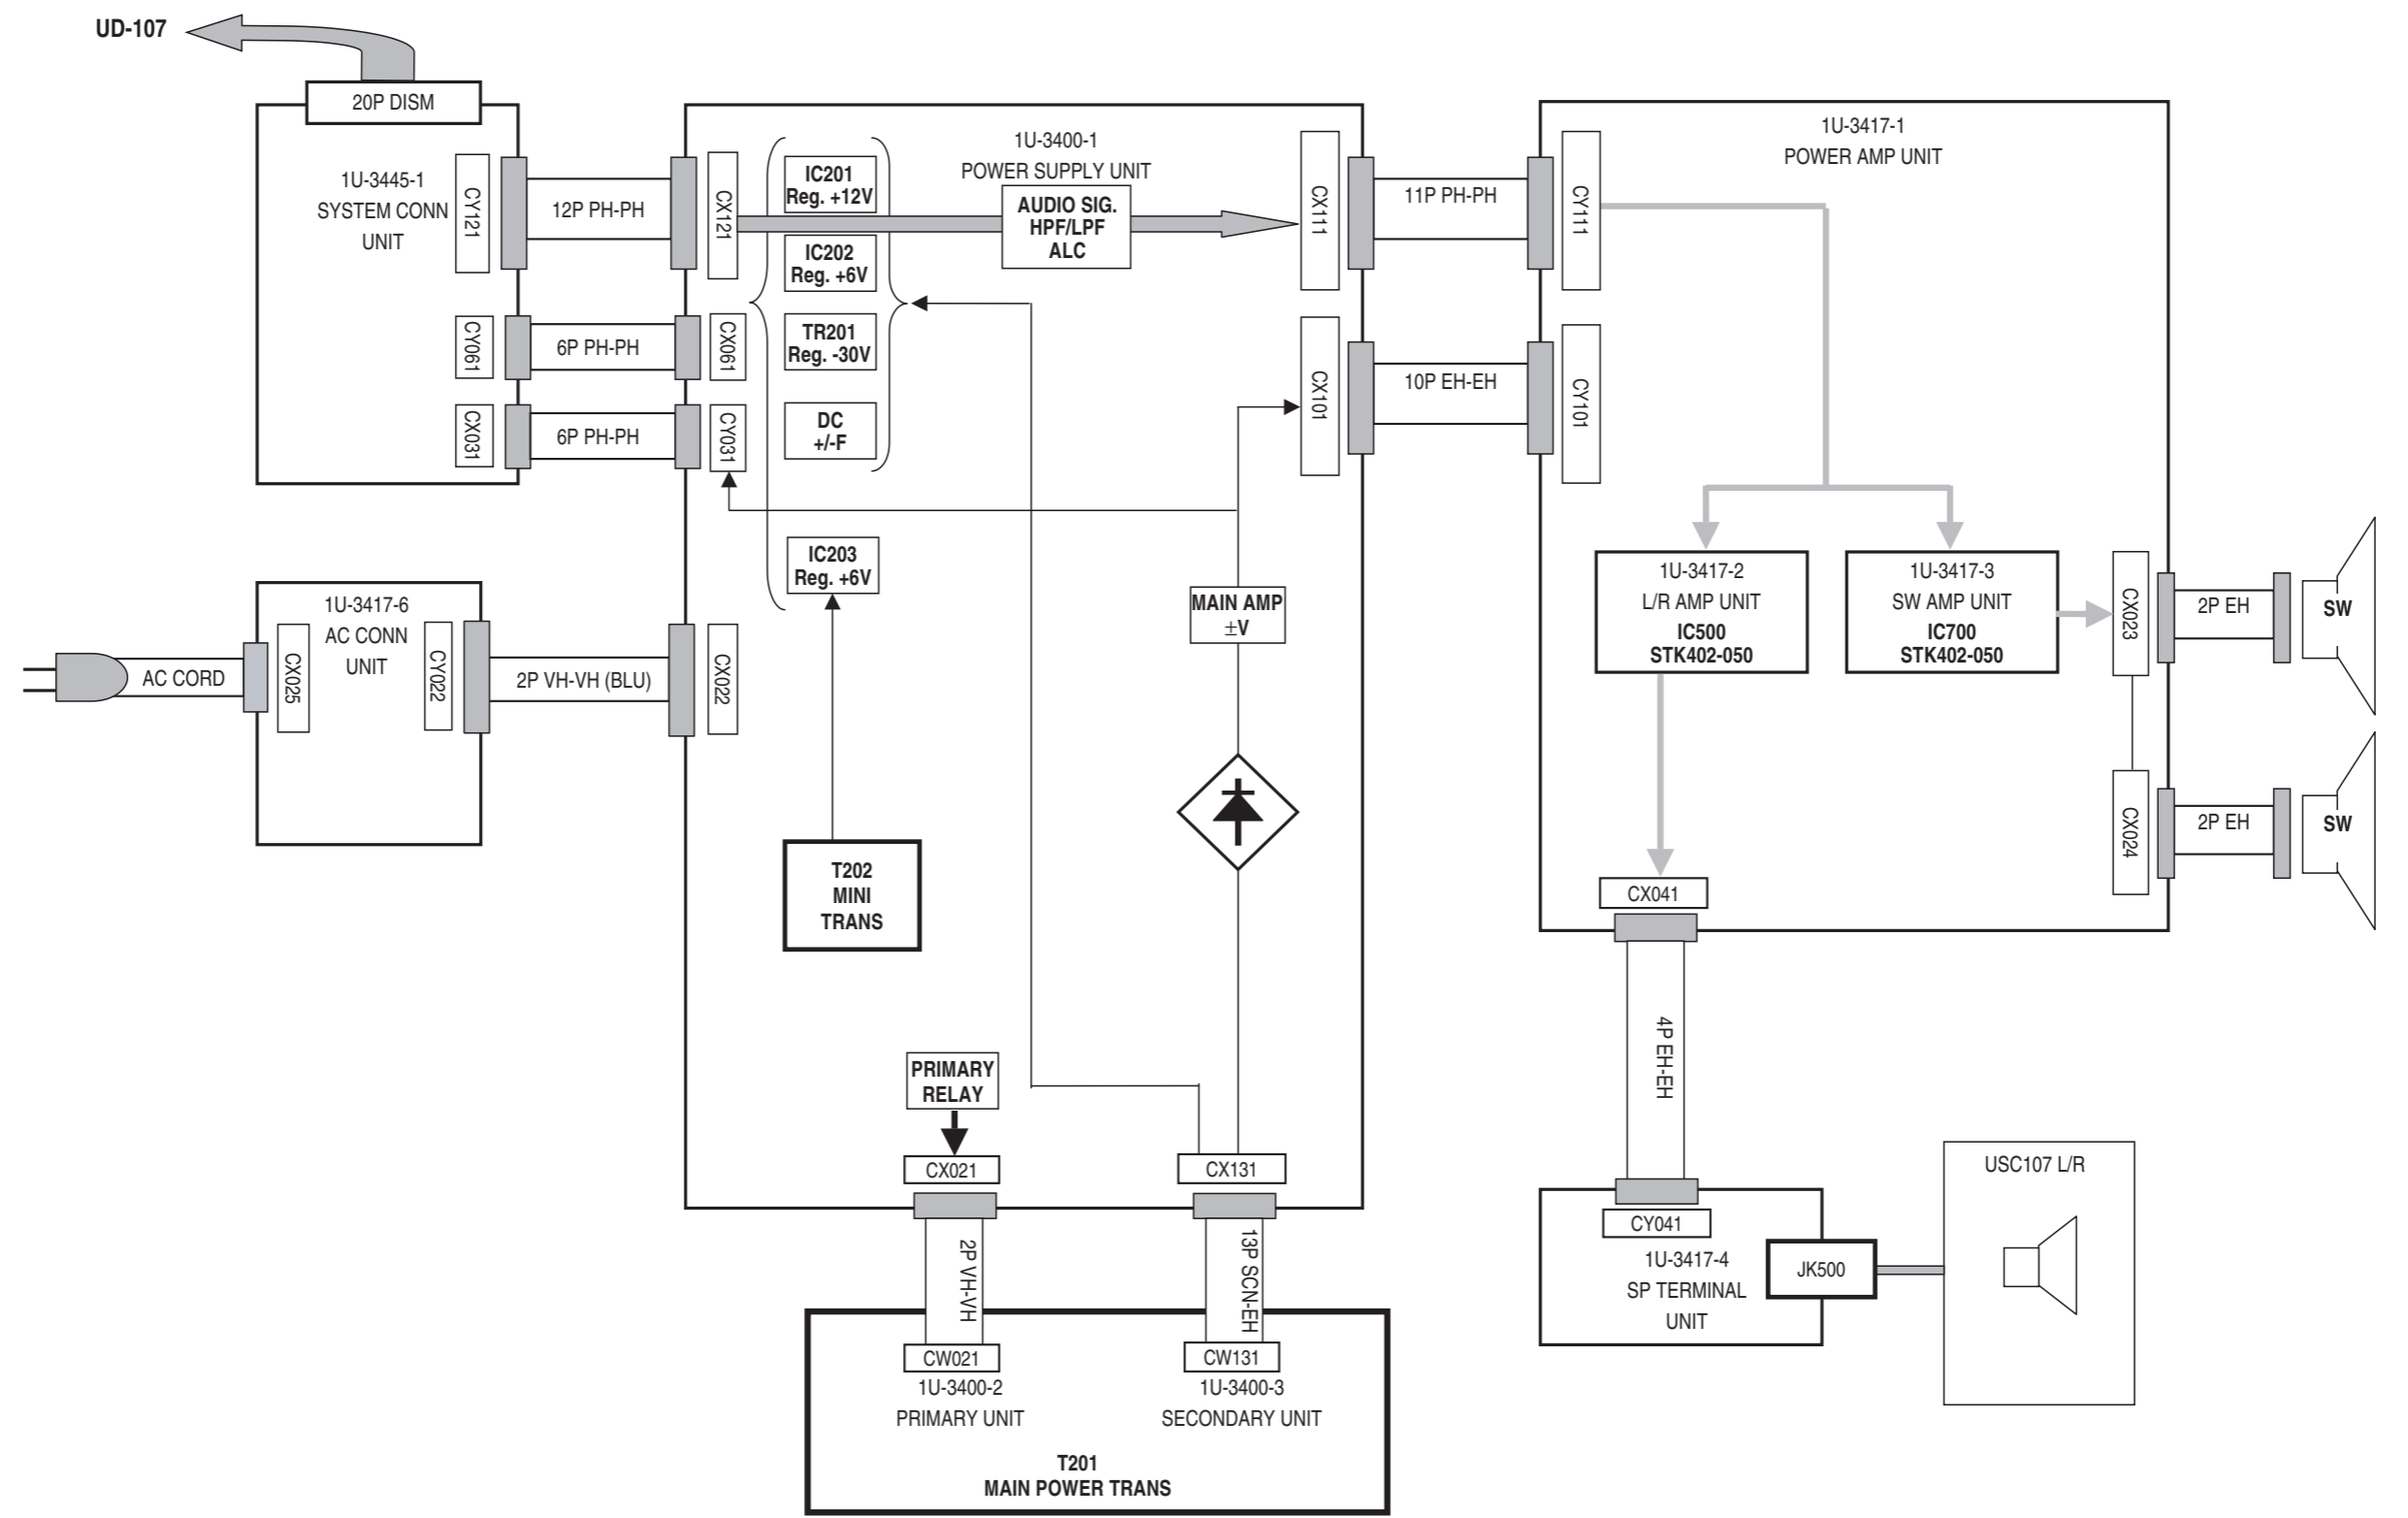 UD-107
20P DISM
1U-3445-1
SYSTEM CONN
UNIT
CY121
12P PH-PH
CX121
CY061
6P PH-PH
CX061
CX031
6P PH-PH
CY031
IC201
Reg. +12V
IC202
Reg. +6V
TR201
Reg. -30V
DC
+/-F
IC203
Reg. +6V
1U-3400-1
POWER SUPPLY UNIT
AUDIO SIG.
HPF/LPF
ALC
CX111
11P PH-PH
CY111
CX101
10P EH-EH
CY101
1U-3417-1
POWER AMP UNIT
1U-3417-2
L/R AMP UNIT
IC500
STK402-050
1U-3417-3
SW AMP UNIT
IC700
STK402-050
CX023
2P EH
SW
CX024
2P EH
SW
1U-3417-6
AC CONN
UNIT
AC CORD
CX025
CY022
2P VH-VH (BLU)
CX022
MAIN AMP
±V
T202
MINI
TRANS
PRIMARY
RELAY
CX021
CX131
2P VH-VH
13P SCN-EH
CW021
CW131
1U-3400-2
PRIMARY UNIT
1U-3400-3
SECONDARY UNIT
T201
MAIN POWER TRANS
CX041
4P EH-EH
CY041
1U-3417-4
SP TERMINAL
UNIT
JK500
USC107 L/R